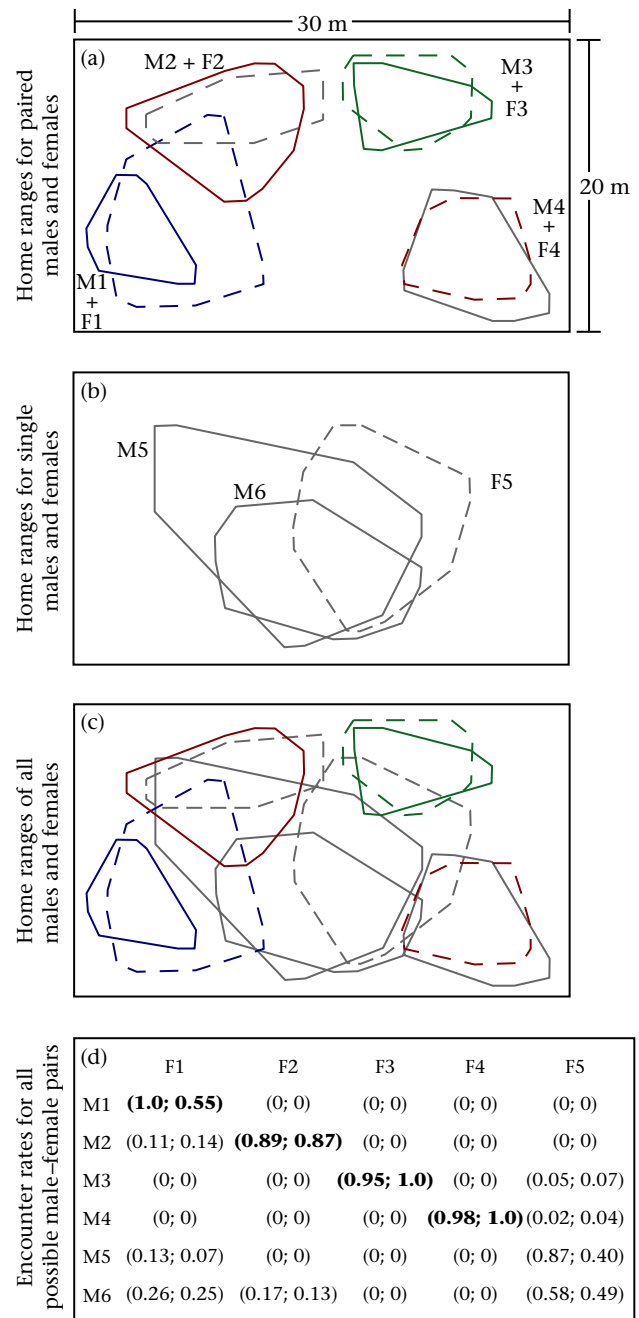 30 m
(a)
M2 + F2
M3
+
F3
20 m
M4
+
F4
M1
+
F1
Home ranges for paired
males and females
(b)
M5
M6
F5
Home ranges for single
males and females
(c)
Home ranges of all
males and females
(d)
F1 F2 F3 F4 F5
M1 (1.0; 0.55) (0; 0) (0; 0) (0; 0) (0; 0)
M2 (0.11; 0.14) (0.89; 0.87) (0; 0) (0; 0) (0; 0)
M3 (0; 0) (0; 0) (0.95; 1.0) (0; 0) (0.05; 0.07)
M4 (0; 0) (0; 0) (0; 0) (0.98; 1.0) (0.02; 0.04)
M5 (0.13; 0.07) (0; 0) (0; 0) (0; 0) (0.87; 0.40)
M6 (0.26; 0.25) (0.17; 0.13) (0; 0) (0; 0) (0.58; 0.49)
Encounter rates for all
possible male–female pairs